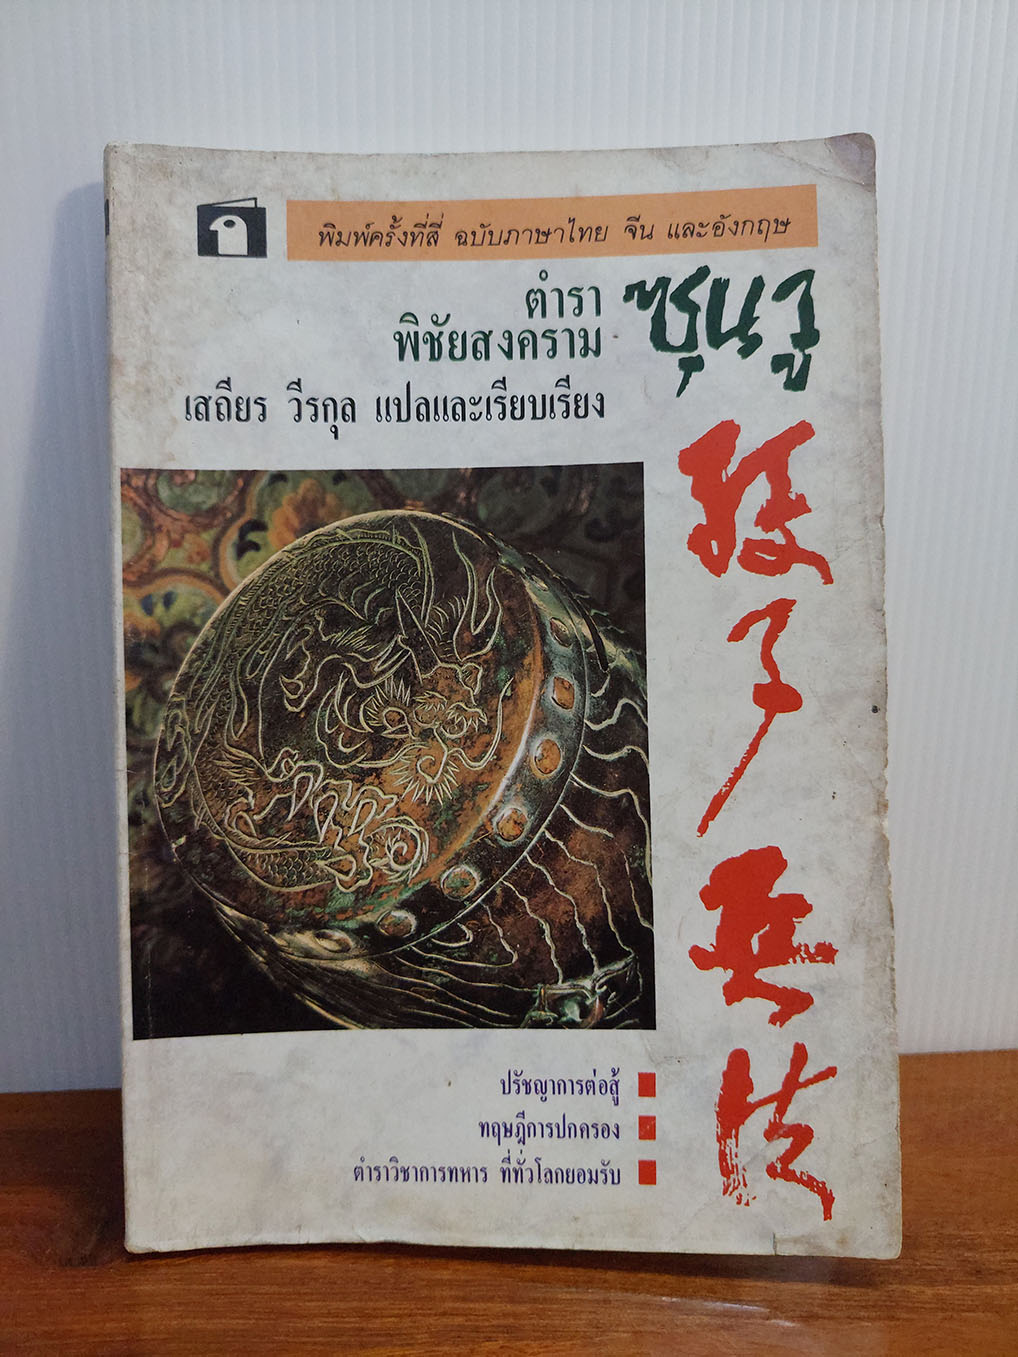 พิมพ์ครั้งที่สี่ ฉบับภาษาไทย จีน และอังกฤษ
ตำรา
พิชัยสงคราม
ซุนวู
เสถียร วีรกุล แปลและเรียบเรียง
孫子兵法
ปรัชญาการต่อสู้
ทฤษฎีการปกครอง
ตำราวิชาการทหาร ที่ทั่วโลกยอมรับ